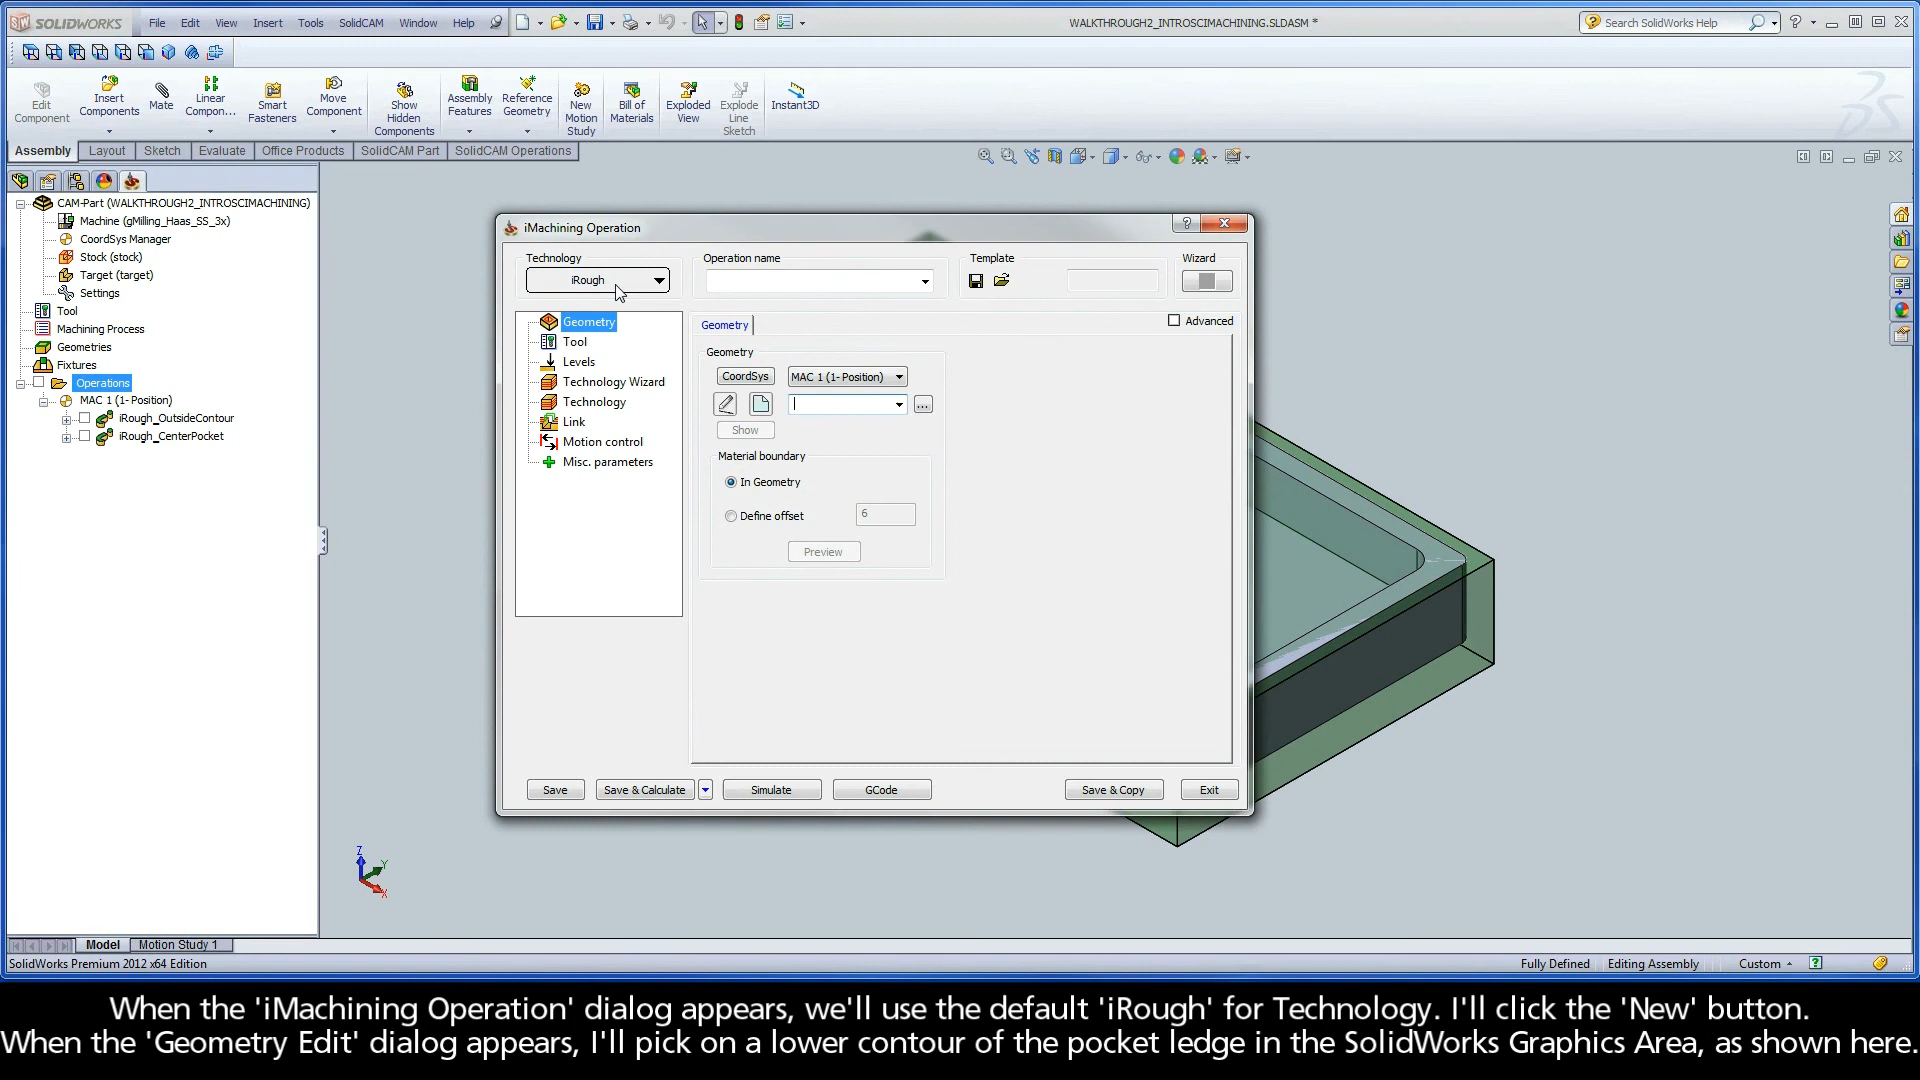 SOLIDWORKS File Edit View Insert Tools SolidCAM Window Help WALKTHROUGH2_INTROSCIMACHINING.SLDASM * Search SolidWorks Help
Edit Component
Insert Components
Mate
Linear Compon...
Smart Fasteners
Move Component
Show Hidden Components
Assembly Features
Reference Geometry
New Motion Study
Bill of Materials
Exploded View
Explode Line Sketch
Instant3D
Assembly Layout Sketch Evaluate Office Products SolidCAM Part SolidCAM Operations
CAM-Part (WALKTHROUGH2_INTROSCIMACHINING)
Machine (gMilling_Haas_SS_3x)
CoordSys Manager
Stock (stock)
Target (target)
Settings
Tool
Machining Process
Geometries
Fixtures
Operations
MAC 1 (1- Position)
iRough_OutsideContour
iRough_CenterPocket
iMachining Operation
Technology
iRough
Operation name
Template
Wizard
Geometry
Tool
Levels
Technology Wizard
Technology
Link
Motion control
Misc. parameters
Geometry
Advanced
Geometry
CoordSys MAC 1 (1- Position)
...
Show
Material boundary
In Geometry
Define offset 6
Preview
Save Save & Calculate Simulate GCode Save & Copy Exit
Z
Y
X
Model Motion Study 1
SolidWorks Premium 2012 x64 Edition Fully Defined Editing Assembly Custom
When the 'iMachining Operation' dialog appears, we'll use the default 'iRough' for Technology. I'll click the 'New' button.
When the 'Geometry Edit' dialog appears, I'll pick on a lower contour of the pocket ledge in the SolidWorks Graphics Area, as shown here.